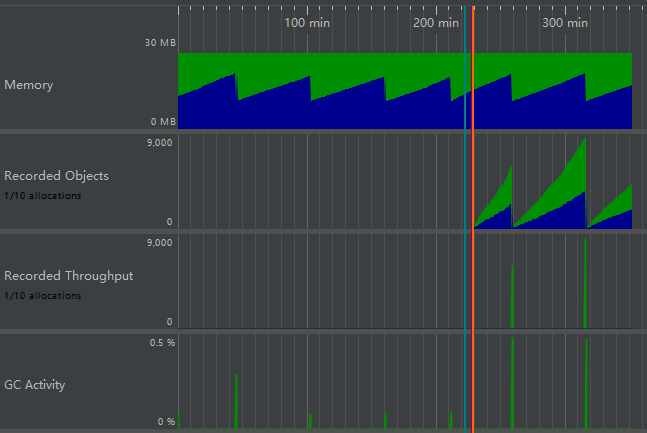 100 min 200 min 300 min
30 MB
Memory
0 MB
9,000
Recorded Objects
1/10 allocations
0
9,000
Recorded Throughput
1/10 allocations
0
0.5 %
GC Activity
0 %